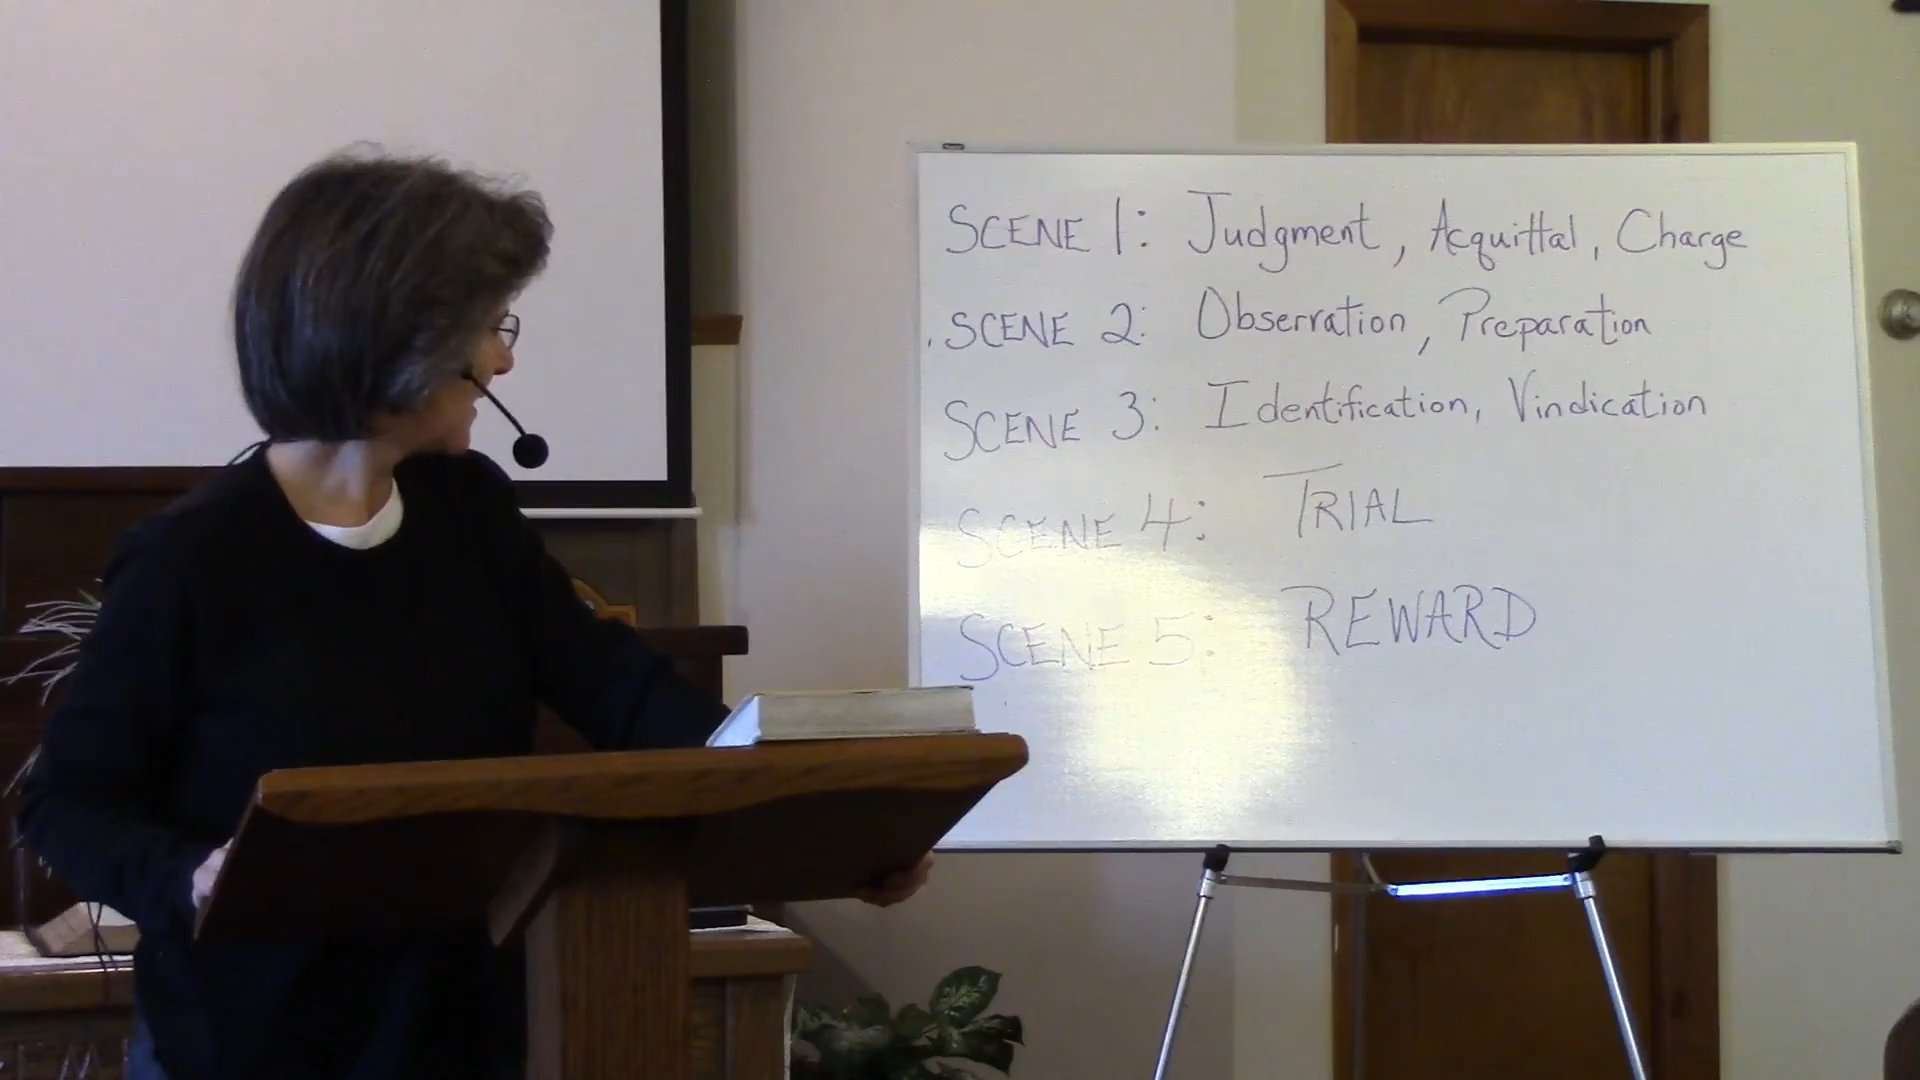 SCENE 1: Judgment, Acquittal, Charge
SCENE 2: Observation, Preparation
SCENE 3: Identification, Vindication
SCENE 4: TRIAL
SCENE 5: REWARD